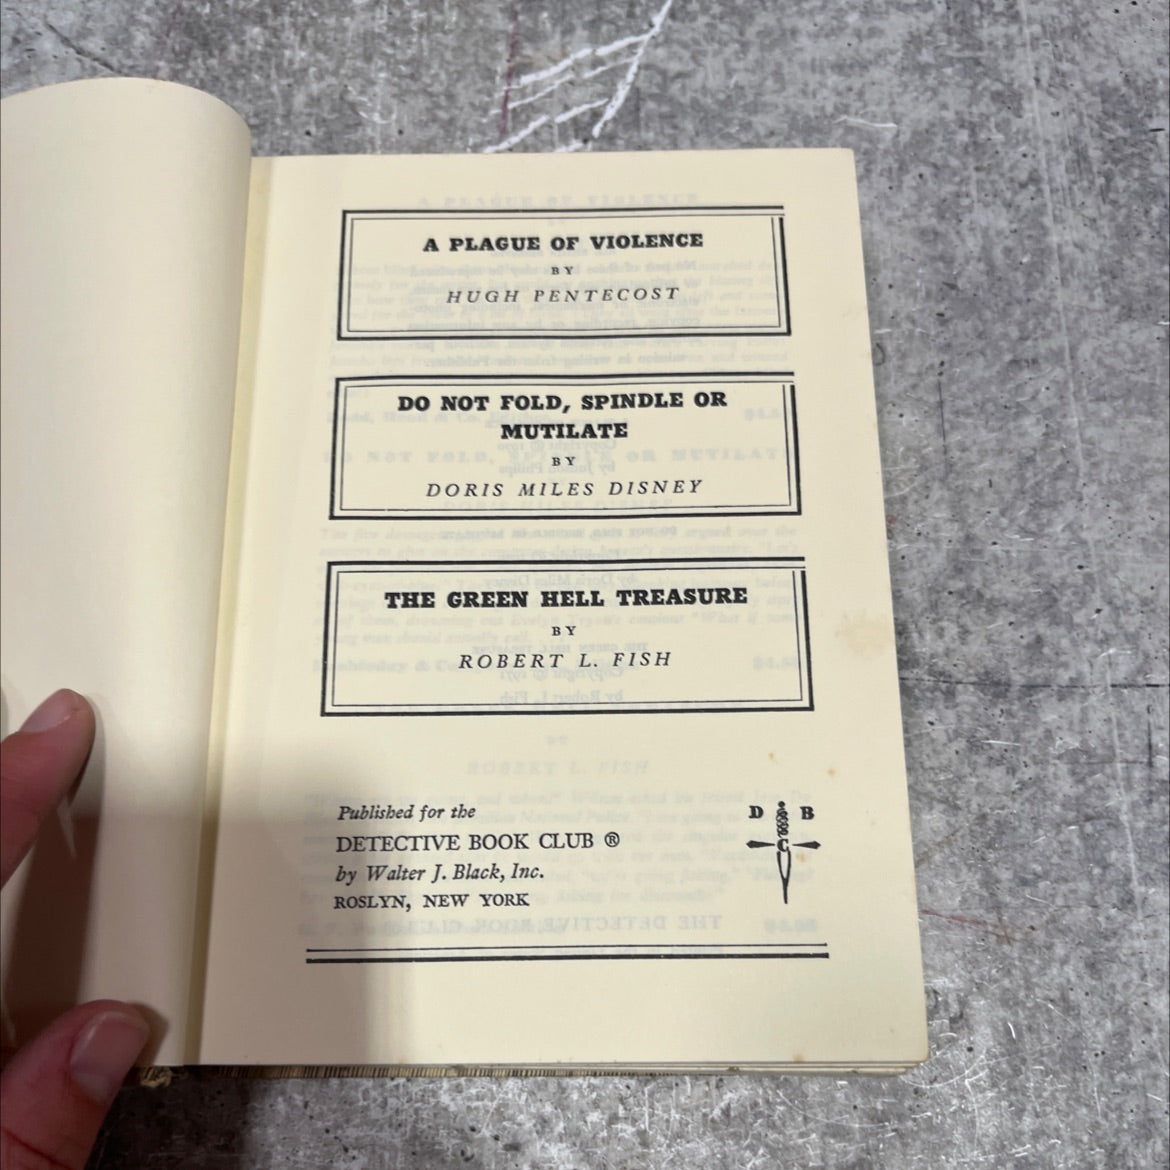 A PLAGUE OF VIOLENCE
BY
HUGH PENTECOST
DO NOT FOLD, SPINDLE OR
MUTILATE
BY
DORIS MILES DISNEY
THE GREEN HELL TREASURE
BY
ROBERT L. FISH
Published for the
DETECTIVE BOOK CLUB ®
by Walter J. Black, Inc.
ROSLYN, NEW YORK
D B
C